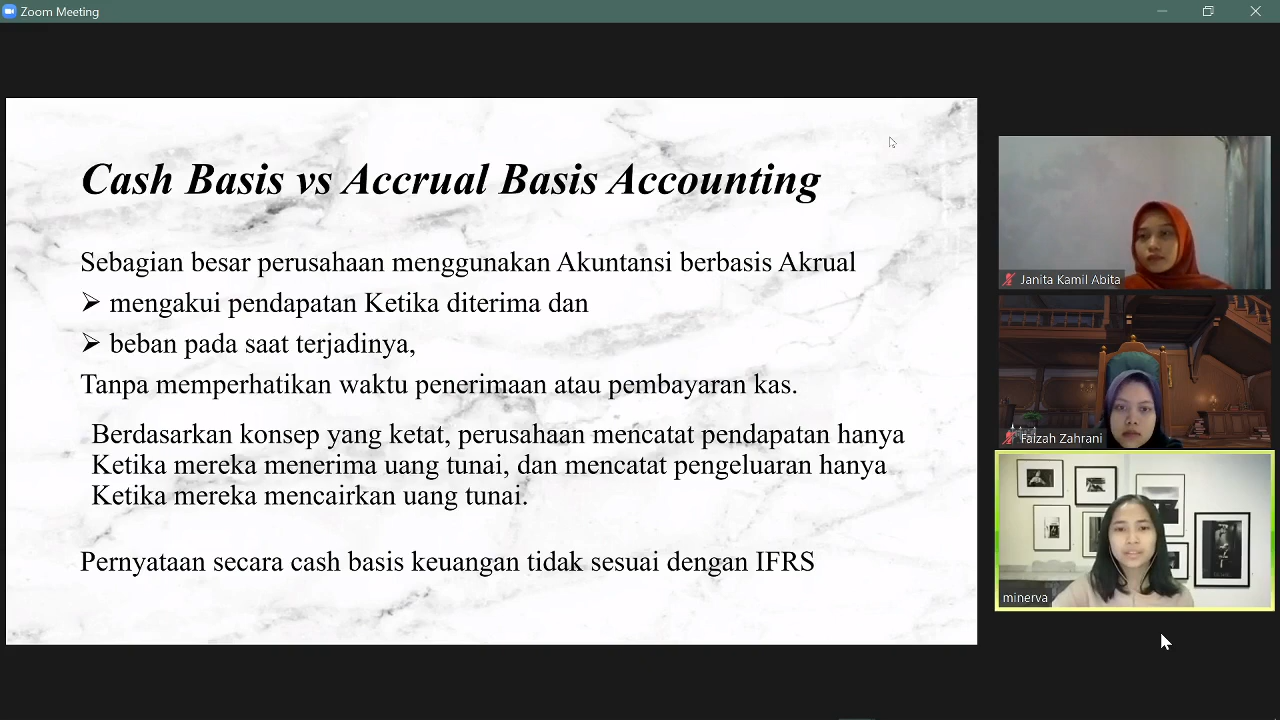 Zoom Meeting
Cash Basis vs Accrual Basis Accounting
Sebagian besar perusahaan menggunakan Akuntansi berbasis Akrual
➢ mengakui pendapatan Ketika diterima dan
➢ beban pada saat terjadinya,
Tanpa memperhatikan waktu penerimaan atau pembayaran kas.
Berdasarkan konsep yang ketat, perusahaan mencatat pendapatan hanya
Ketika mereka menerima uang tunai, dan mencatat pengeluaran hanya
Ketika mereka mencairkan uang tunai.
Pernyataan secara cash basis keuangan tidak sesuai dengan IFRS
Janita Kamil Abita
Faizah Zahrani
minerva